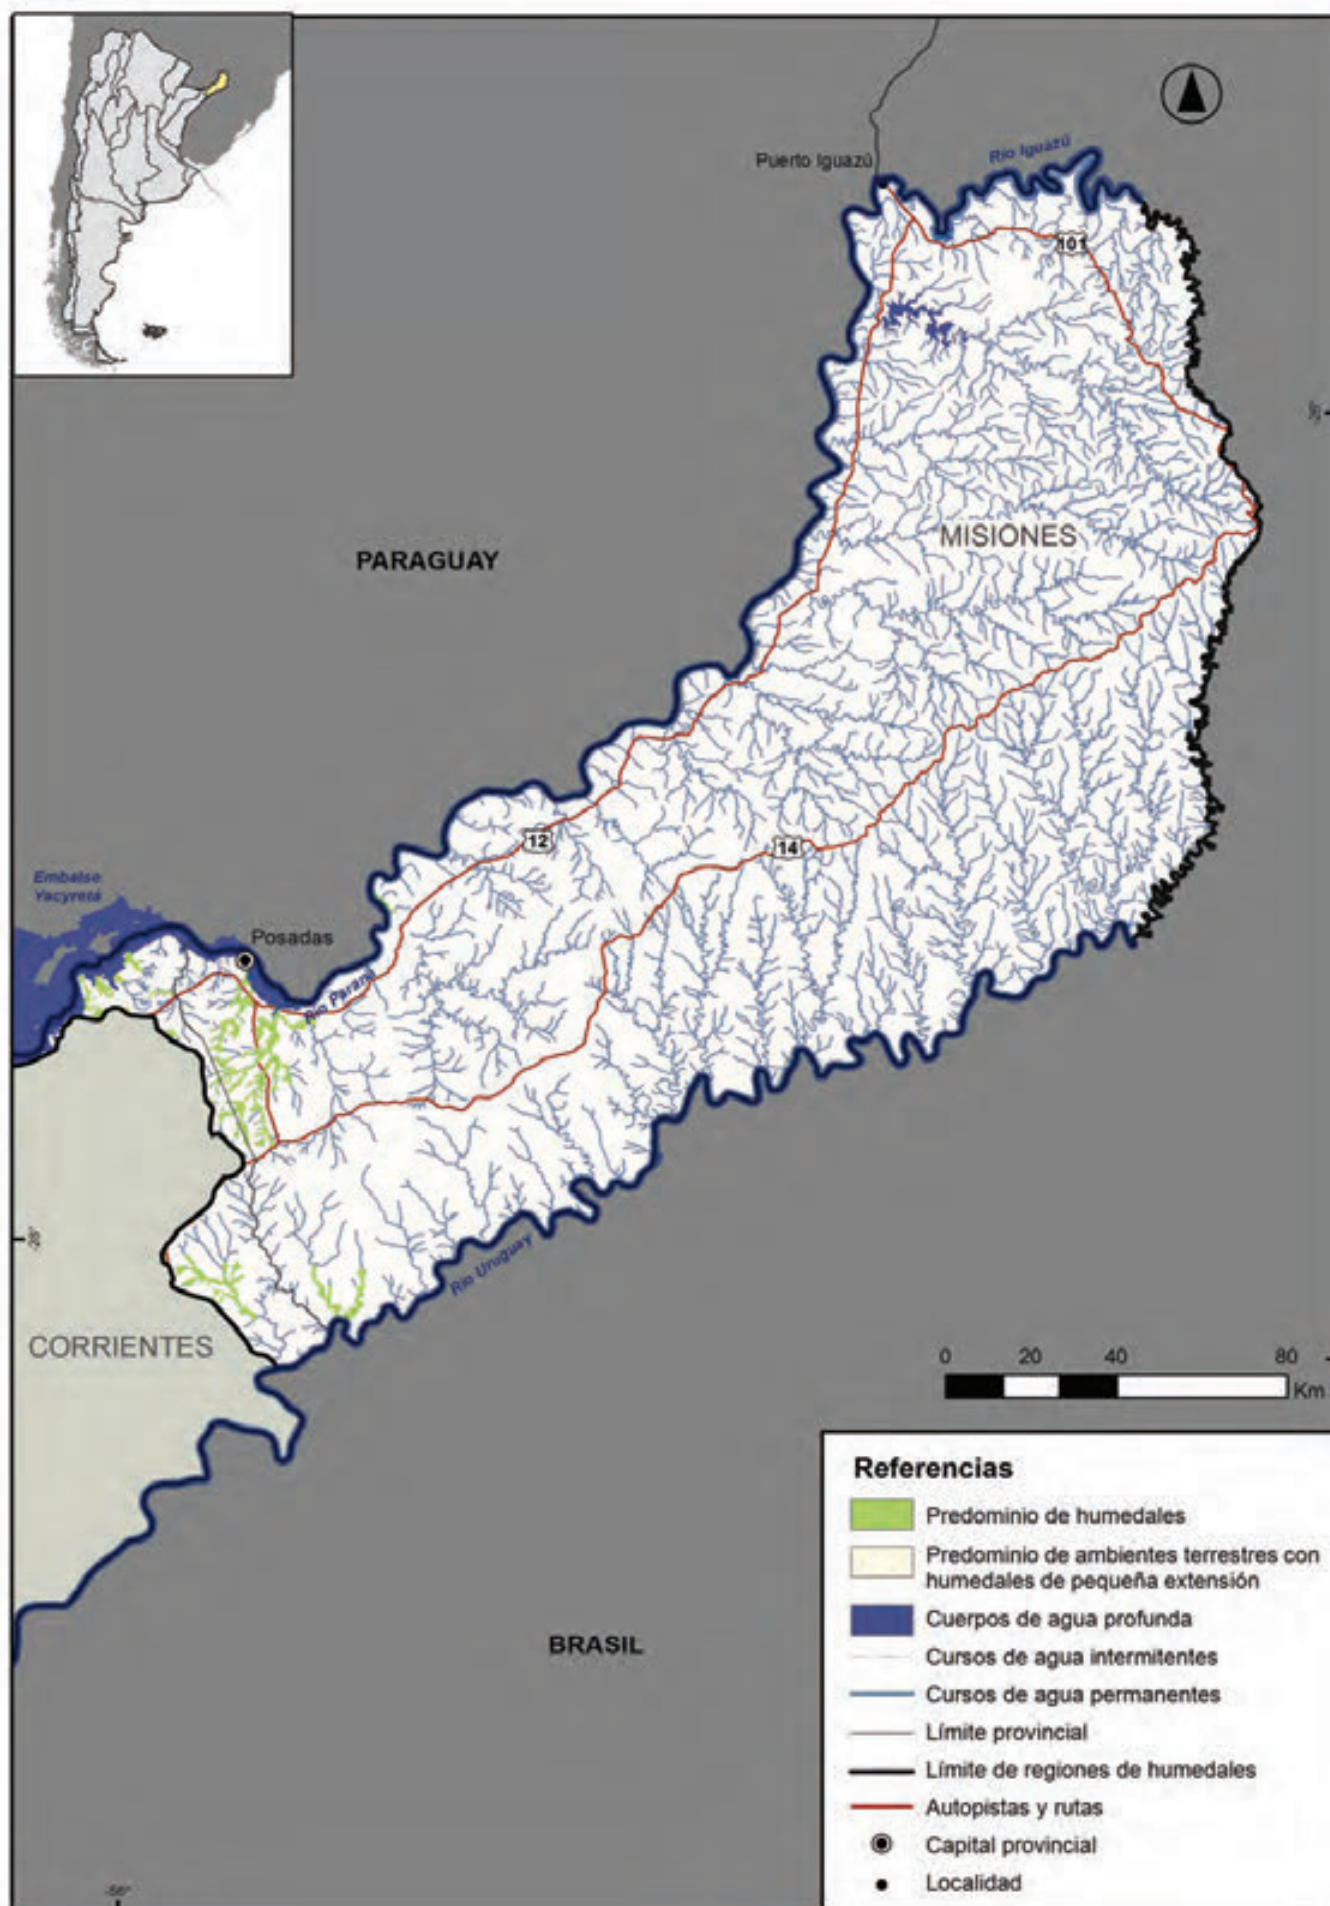 Puerto Iguazú
Río Iguazú
101
MISIONES
PARAGUAY
12
14
Embalse
Yacyretá
Posadas
Río Paraná
-28°
Río Uruguay
CORRIENTES
0 20 40 80
Km
BRASIL
-56°
Referencias
Predominio de humedales
Predominio de ambientes terrestres con
humedales de pequeña extensión
Cuerpos de agua profunda
Cursos de agua intermitentes
Cursos de agua permanentes
Límite provincial
Límite de regiones de humedales
Autopistas y rutas
Capital provincial
Localidad